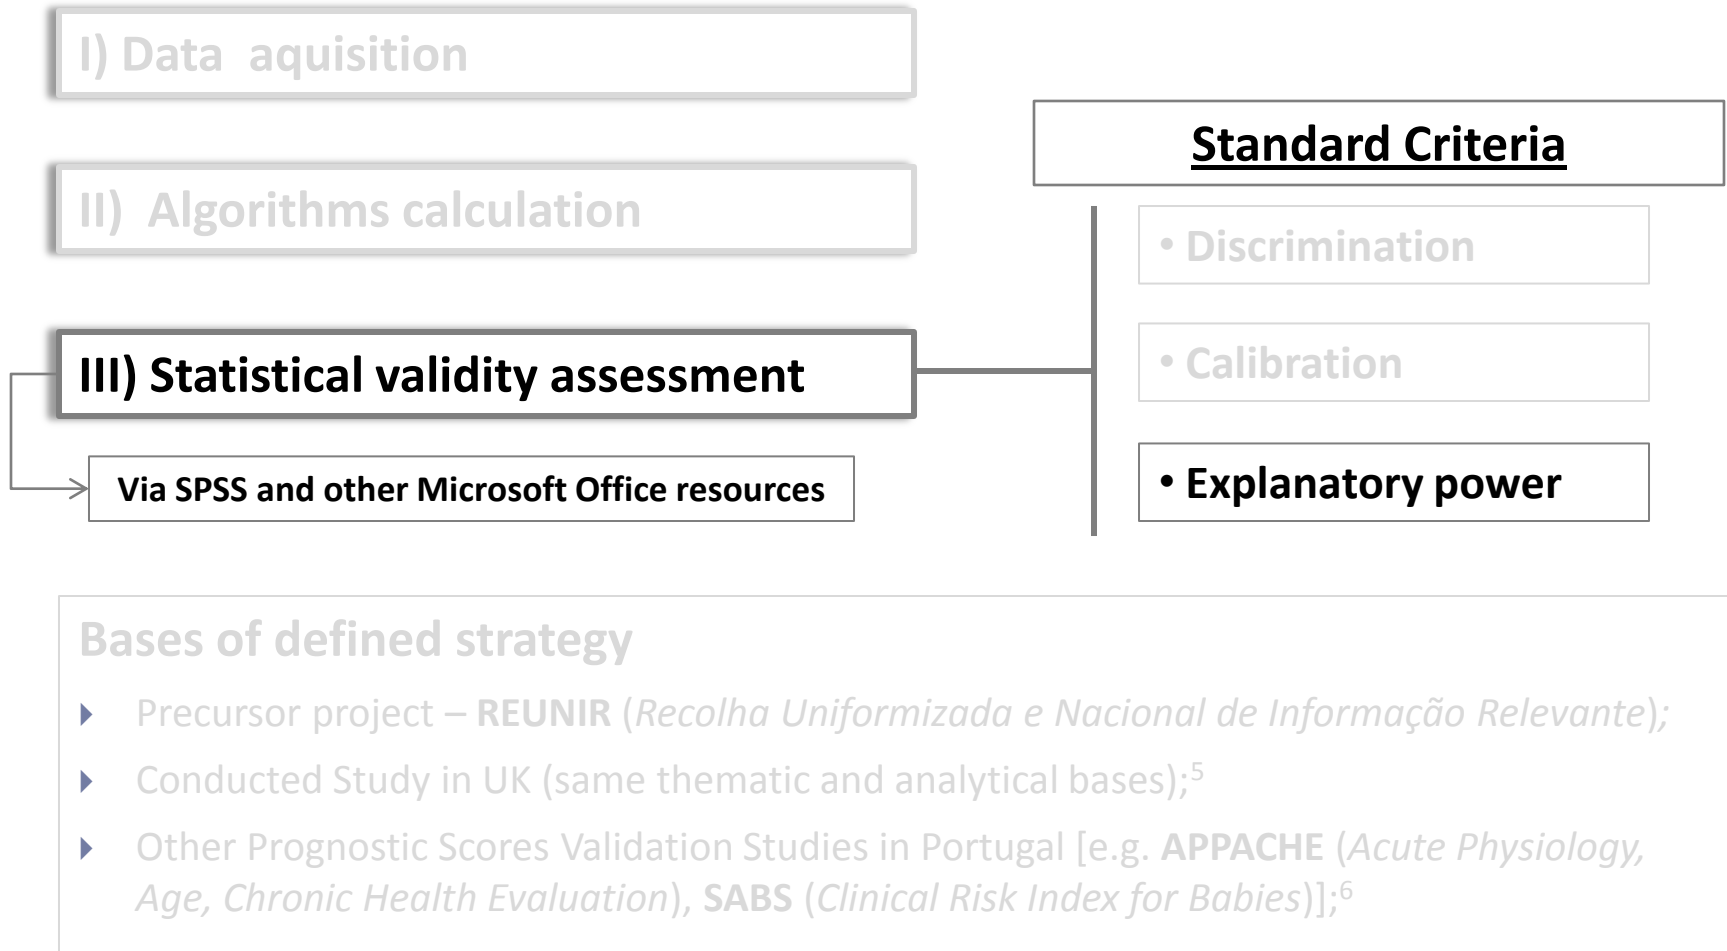 I) Data  aquisition
II)  Algorithms calculation
III) Statistical validity assessment
Via SPSS and other Microsoft Office resources
Standard Criteria
• Discrimination
• Calibration
• Explanatory power
Bases of defined strategy
Precursor project – REUNIR (Recolha Uniformizada e Nacional de Informação Relevante);
Conducted Study in UK (same thematic and analytical bases);⁵
Other Prognostic Scores Validation Studies in Portugal [e.g. APPACHE (Acute Physiology,
Age, Chronic Health Evaluation), SABS (Clinical Risk Index for Babies)];⁶